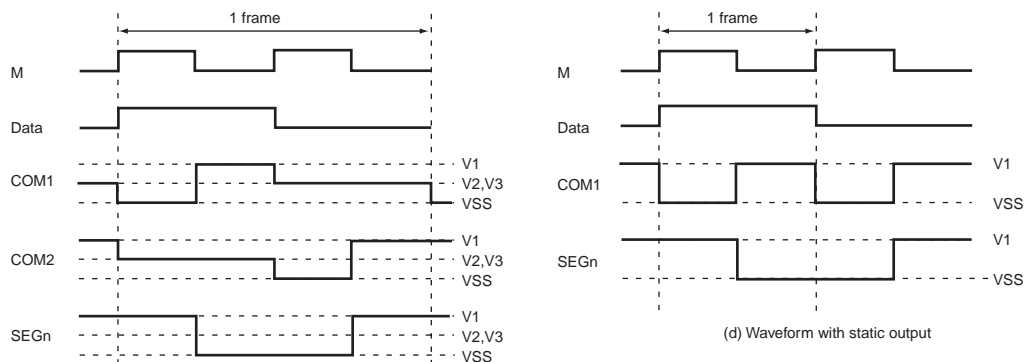 1 frame
M
Data
COM1
V1
V2,V3
VSS
COM2
V1
V2,V3
VSS
SEGn
V1
V2,V3
VSS
1 frame
M
Data
COM1
V1
VSS
SEGn
V1
VSS
(d) Waveform with static output